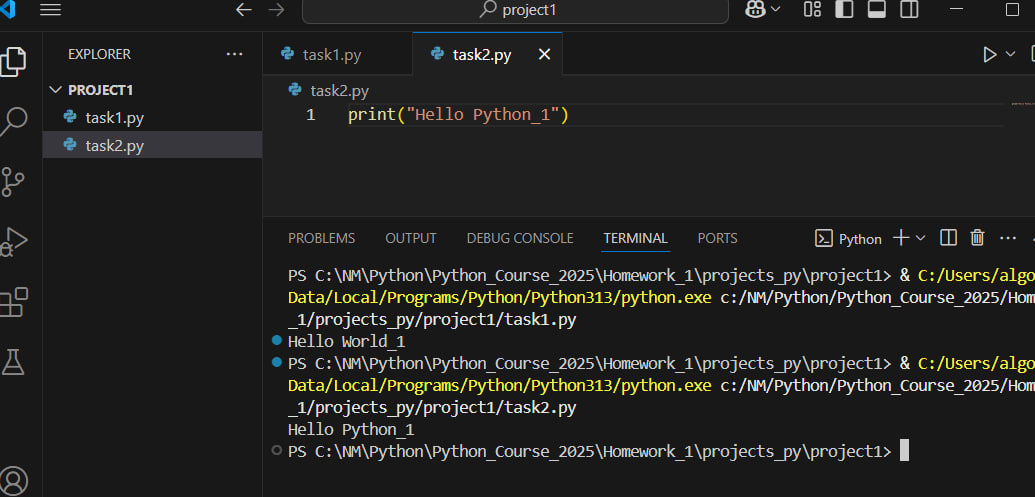 project1
EXPLORER
PROJECT1
task1.py
task2.py
task1.py
task2.py
task2.py
1 print("Hello Python_1")
PROBLEMS OUTPUT DEBUG CONSOLE TERMINAL PORTS Python
PS C:\NM\Python\Python_Course_2025\Homework_1\projects_py\project1> & C:/Users/algo
Data/Local/Programs/Python/Python313/python.exe c:/NM/Python/Python_Course_2025/Hom
_1/projects_py/project1/task1.py
Hello World_1
PS C:\NM\Python\Python_Course_2025\Homework_1\projects_py\project1> & C:/Users/algo
Data/Local/Programs/Python/Python313/python.exe c:/NM/Python/Python_Course_2025/Hom
_1/projects_py/project1/task2.py
Hello Python_1
PS C:\NM\Python\Python_Course_2025\Homework_1\projects_py\project1>